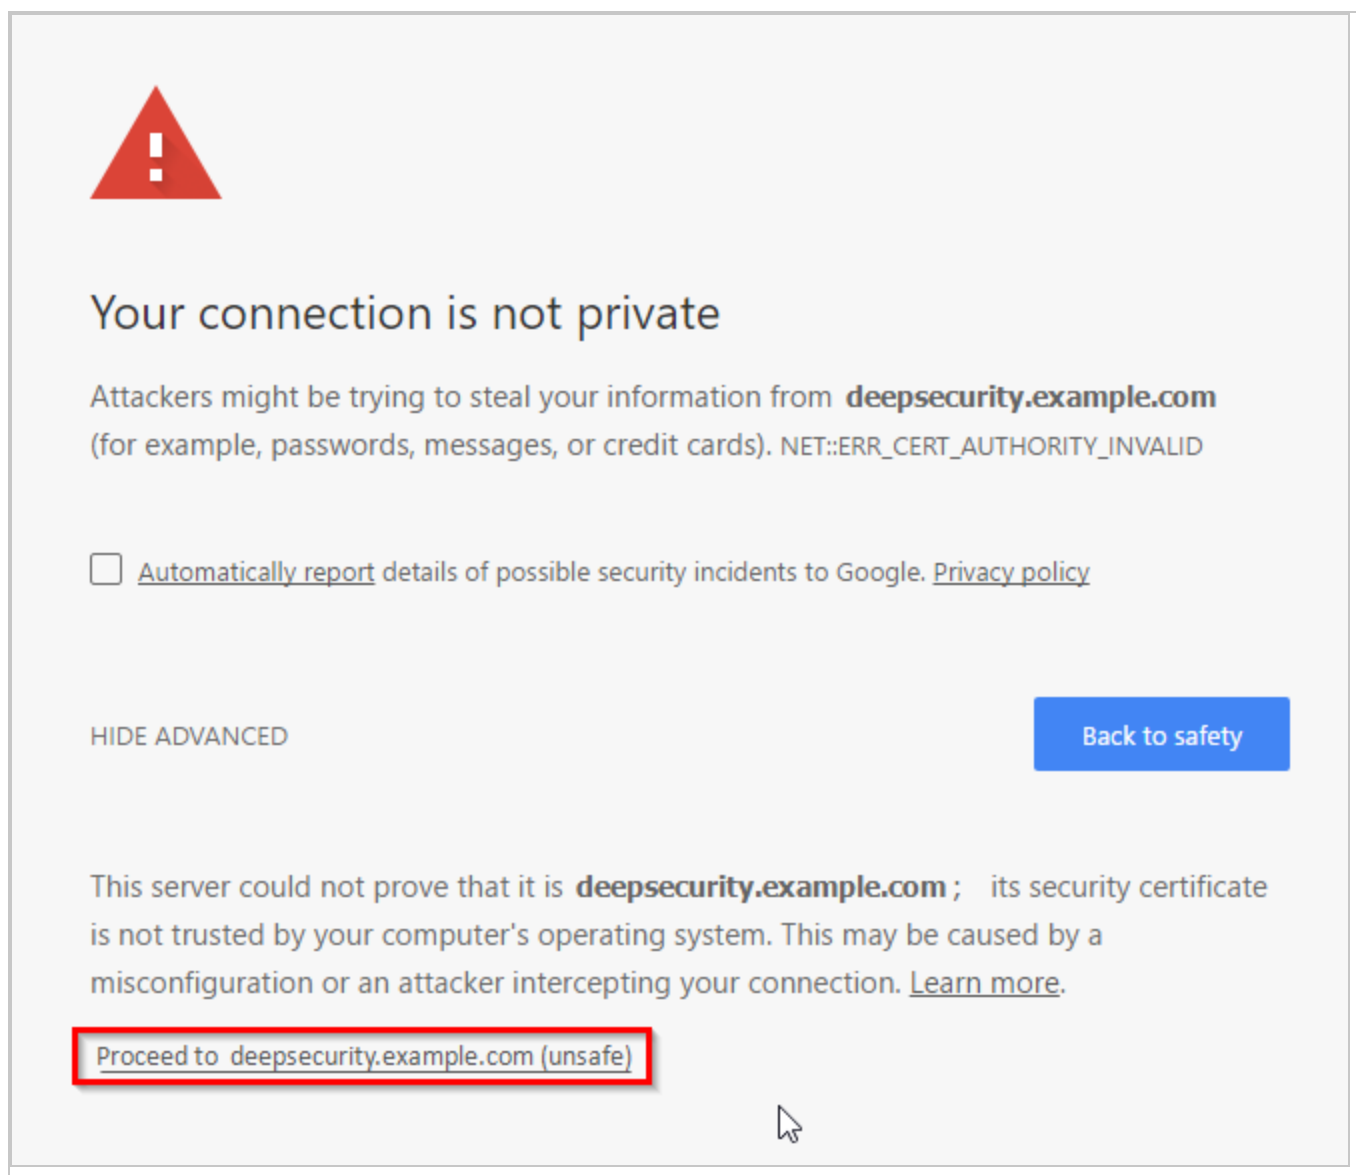 Your connection is not private
Attackers might be trying to steal your information from deepsecurity.example.com
(for example, passwords, messages, or credit cards). NET::ERR_CERT_AUTHORITY_INVALID
Automatically report details of possible security incidents to Google. Privacy policy
HIDE ADVANCED
Back to safety
This server could not prove that it is deepsecurity.example.com ; its security certificate
is not trusted by your computer's operating system. This may be caused by a
misconfiguration or an attacker intercepting your connection. Learn more.
Proceed to deepsecurity.example.com (unsafe)